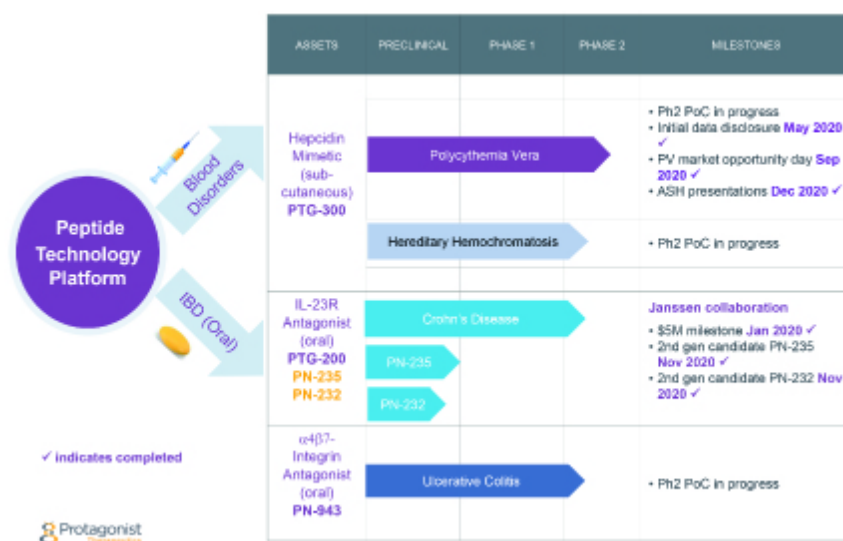 ASSETS PRECLINICAL PHASE 1 PHASE 2 MILESTONES
Peptide
Technology
Platform
Blood
Disorders
IBD (Oral)
Hepcidin
Mimetic
(sub-
cutaneous)
PTG-300
Polycythemia Vera
• Ph2 PoC in progress
• Initial data disclosure May 2020
✓
• PV market opportunity day Sep
2020 ✓
• ASH presentations Dec 2020 ✓
Hereditary Hemochromatosis
• Ph2 PoC in progress
IL-23R
Antagonist
(oral)
PTG-200
PN-235
PN-232
Crohn's Disease
PN-235
PN-232
Janssen collaboration
• $5M milestone Jan 2020 ✓
• 2nd gen candidate PN-235
Nov 2020 ✓
• 2nd gen candidate PN-232 Nov
2020 ✓
α4β7-
Integrin
Antagonist
(oral)
PN-943
Ulcerative Colitis
• Ph2 PoC in progress
✓ indicates completed
Protagonist